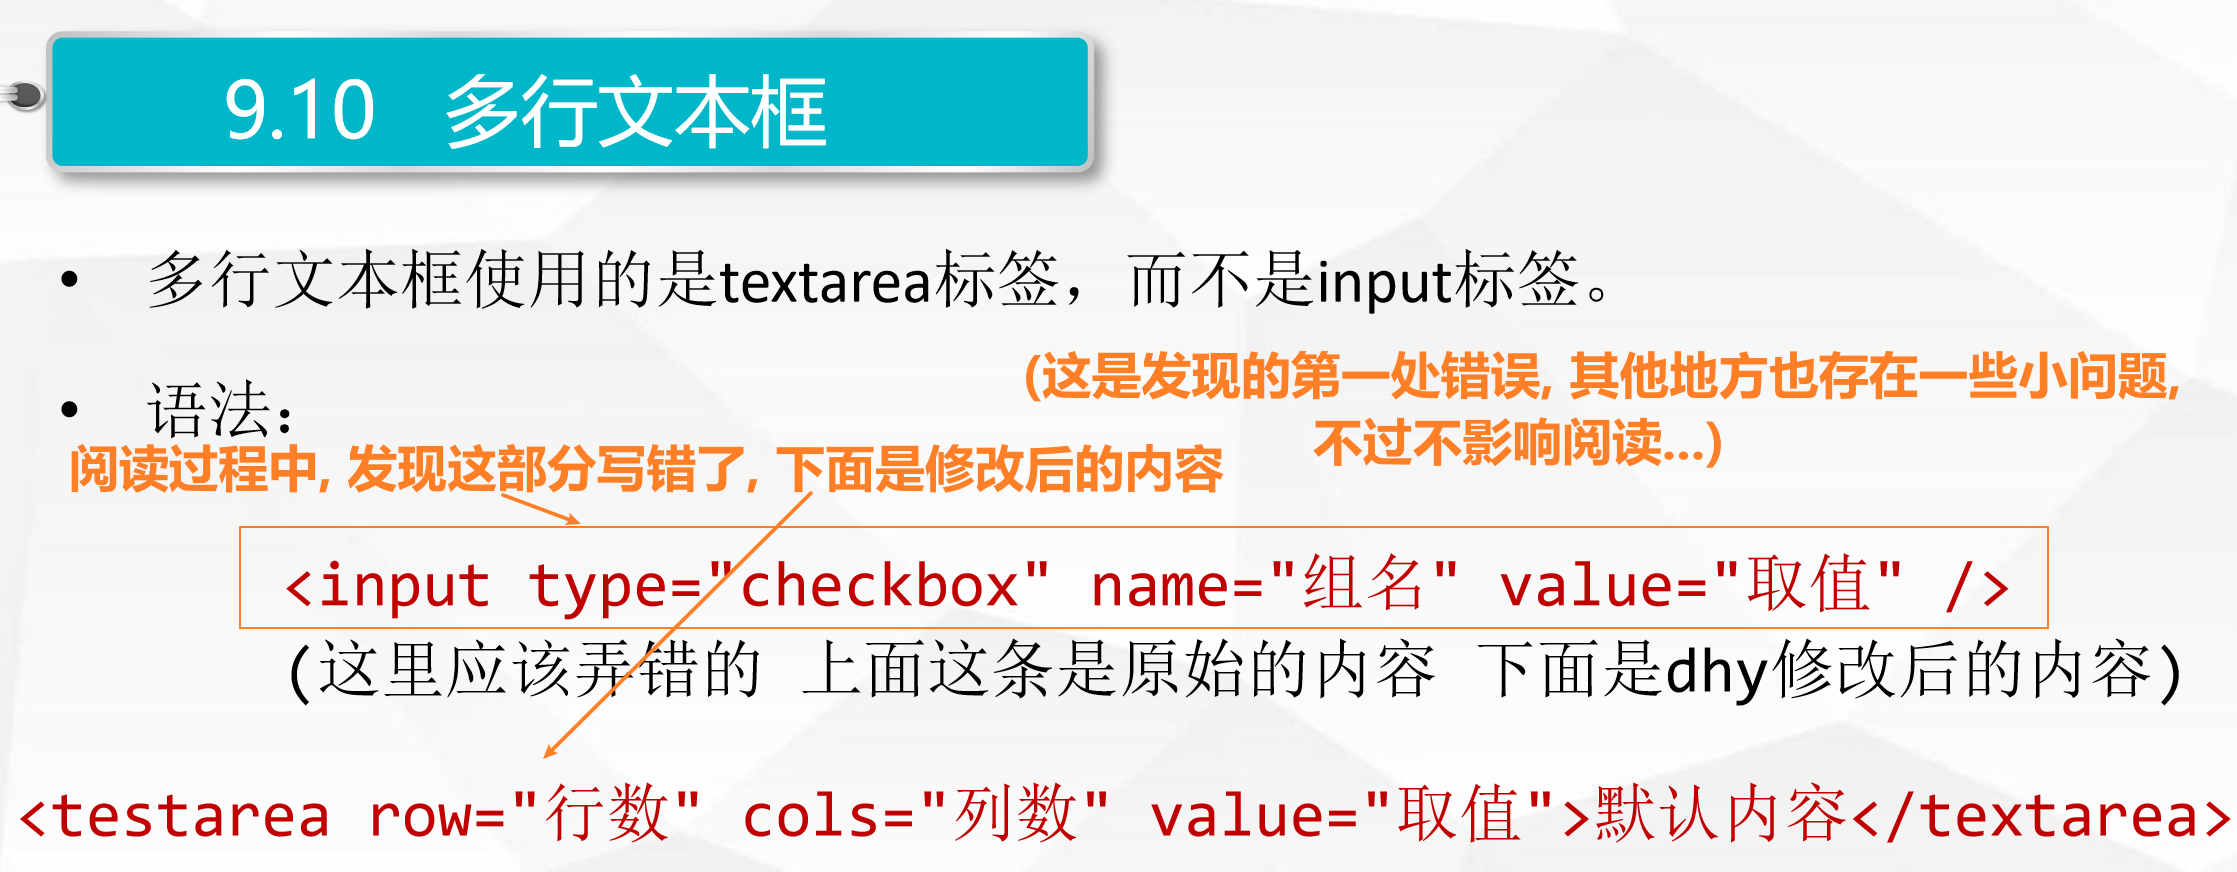 9.10 多行文本框
• 多行文本框使用的是textarea标签，而不是input标签。
(这是发现的第一处错误, 其他地方也存在一些小问题,
不过不影响阅读...)
• 语法：
阅读过程中, 发现这部分写错了, 下面是修改后的内容
<input type="checkbox" name="组名" value="取值" />
(这里应该弄错的 上面这条是原始的内容 下面是dhy修改后的内容)
<testarea row="行数" cols="列数" value="取值">默认内容</textarea>